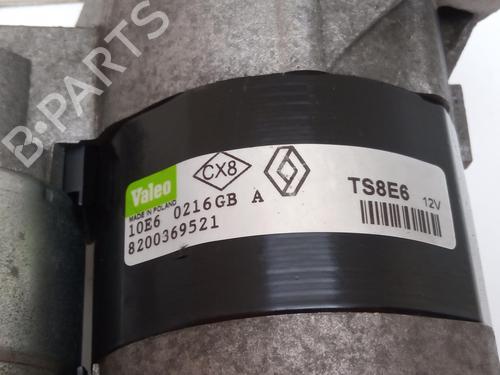 B-PARTS
Valeo
MADE IN POLAND
CX8
10E6 0216GB A
8200369521
TS8E6 12V